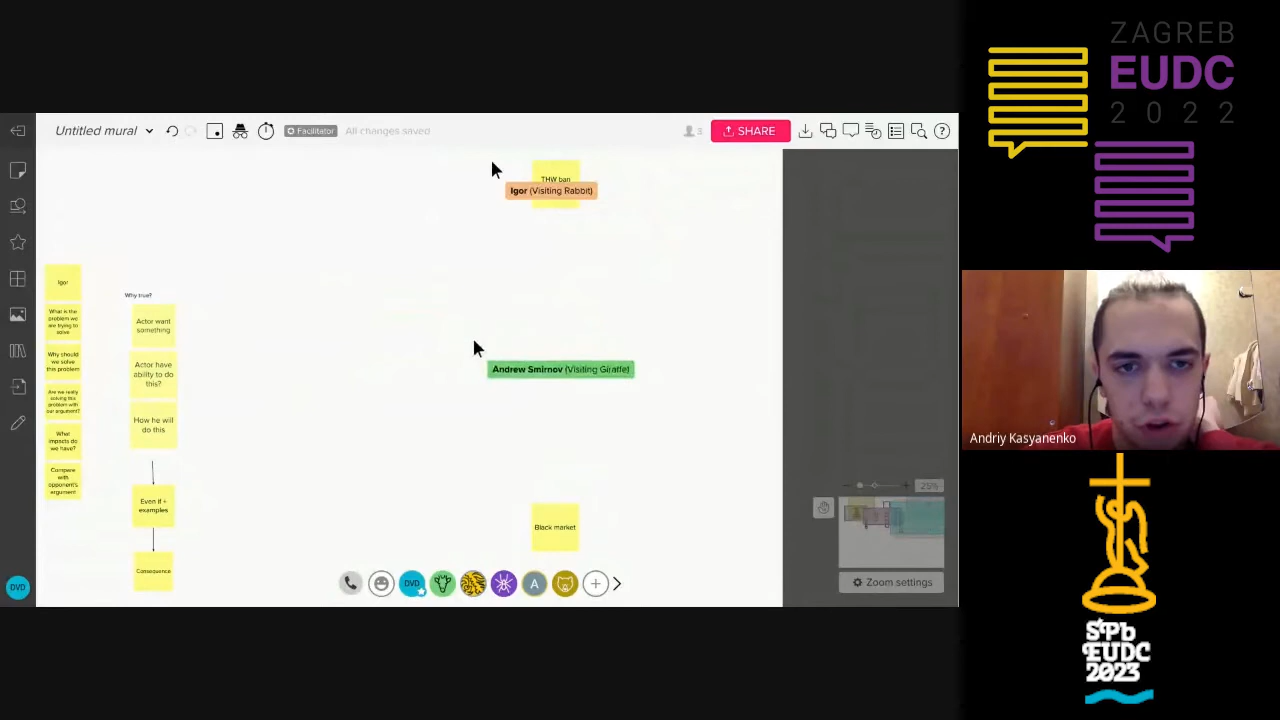 ZAGREB
EUDC
2022
Untitled mural
Facilitator
All changes saved
3
SHARE
?
THW ban
Igor (Visiting Rabbit)
Igor
What is the
problem we
are trying to
solve
Why should
we solve
this problem
Are we really
solving this
problem with
our argument?
What
impacts do
we have?
Compare
with
opponent's
argument
Why true?
Actor want
something
Actor have
ability to do
this?
How he will
do this
Even if +
examples
Consequence
Andrew Smirnov (Visiting Giraffe)
Black market
25%
Zoom settings
OVD
OVD
A
Andriy Kasyanenko
SPb
EUDC
2023